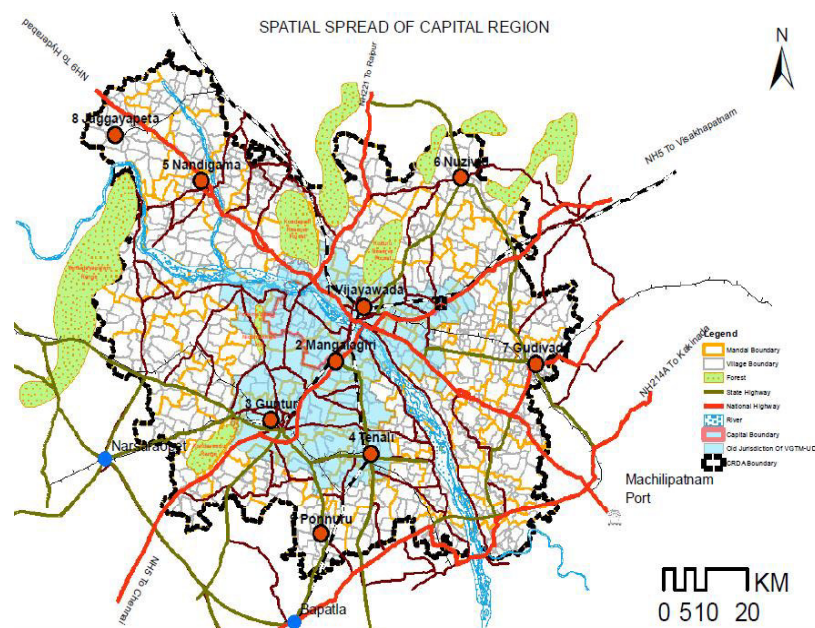 SPATIAL SPREAD OF CAPITAL REGION
N
NH9 To Hyderabad
NH221 To Raipur
NH5 To Visakhapatnam
8 Jaggayapeta
5 Nandigama
6 Nuzivid
1 Vijayawada
2 Mangalagiri
7 Gudivada
3 Guntur
4 Tenali
Narsaraopet
Ponnuru
Bapatla
NH5 To Chennai
NH214A To Kakinada
Machilipatnam
Port
Legend
Mandal Boundary
Village Boundary
Forest
State Highway
National Highway
River
Capital Boundary
Old Jurisdiction Of VGTM-UD
CRDA Boundary
KM
0 5 10 20